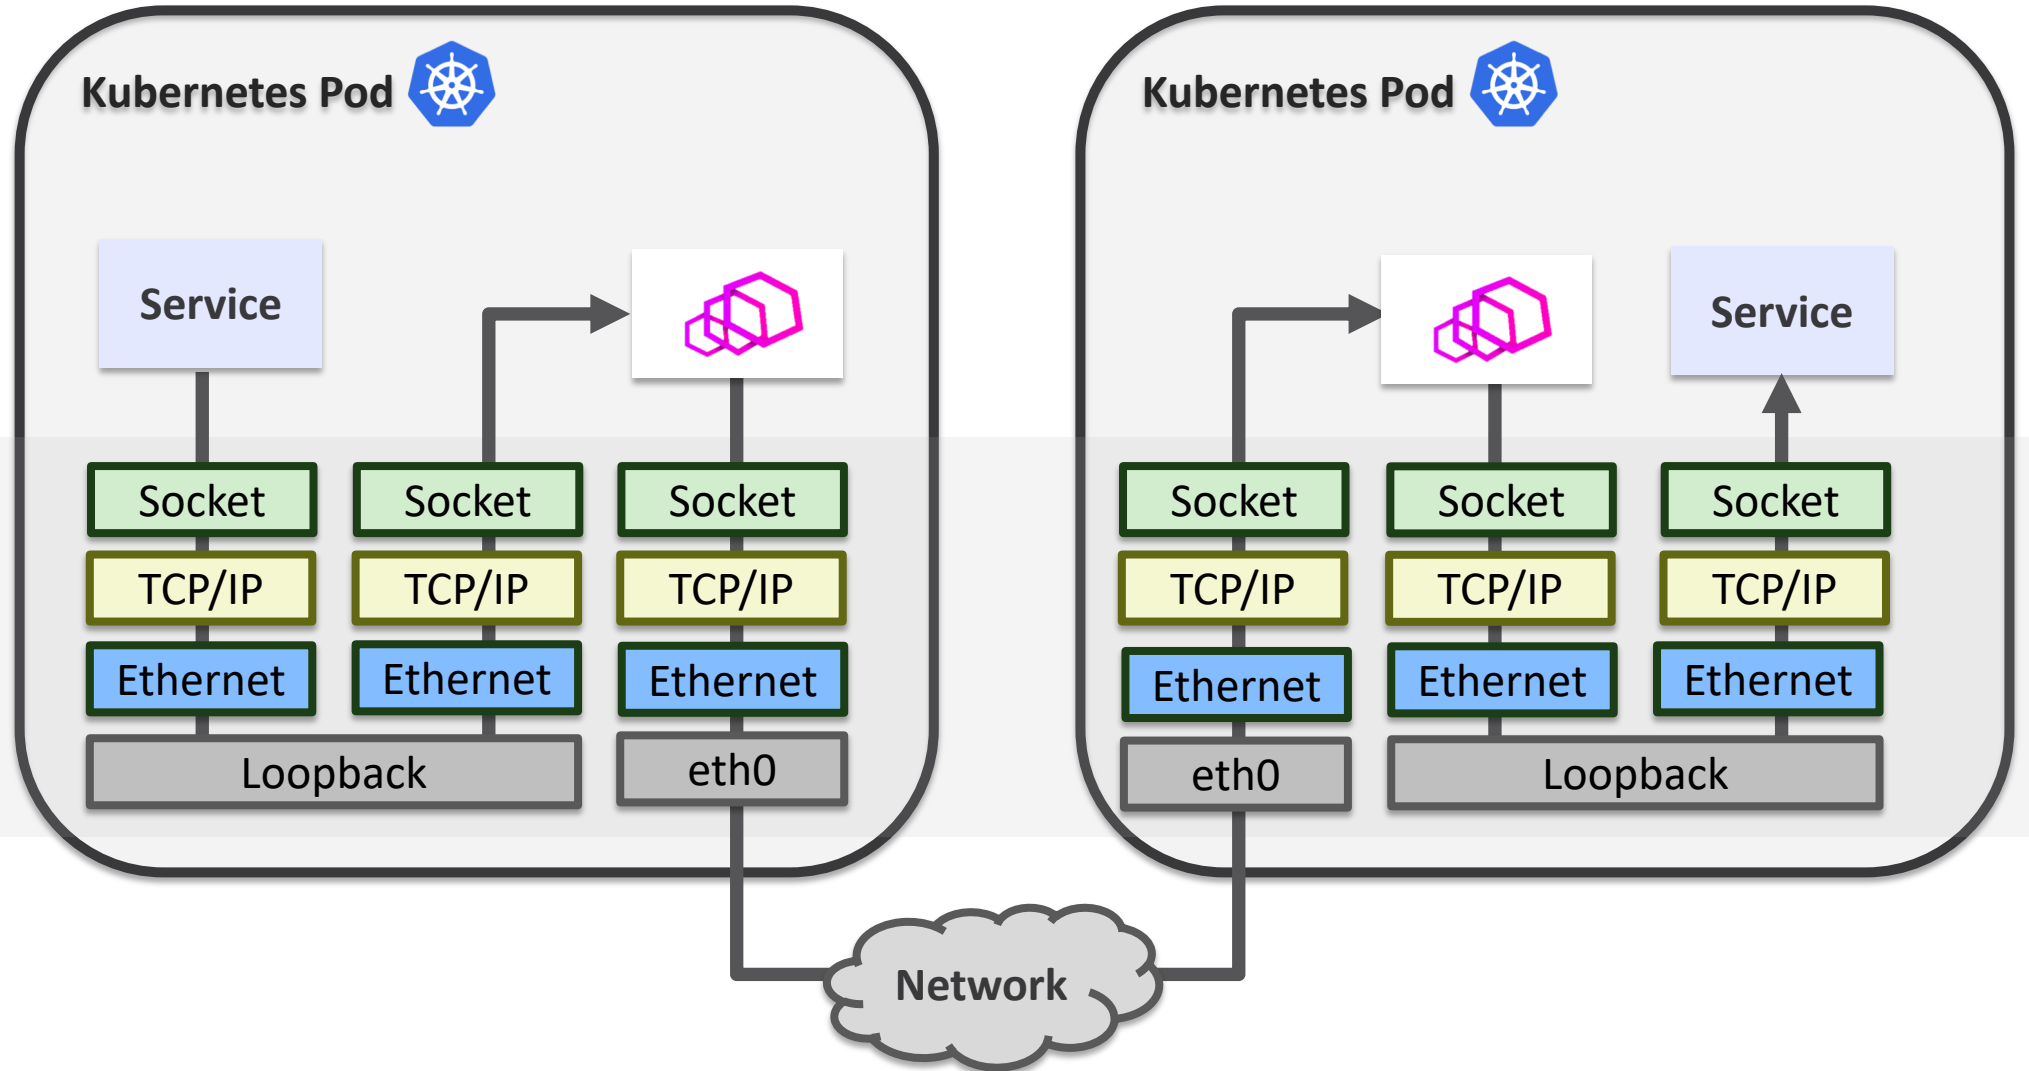 Kubernetes Pod
Service
Socket
Socket
Socket
TCP/IP
TCP/IP
TCP/IP
Ethernet
Ethernet
Ethernet
Loopback
eth0
Kubernetes Pod
Service
Socket
Socket
Socket
TCP/IP
TCP/IP
TCP/IP
Ethernet
Ethernet
Ethernet
eth0
Loopback
Network